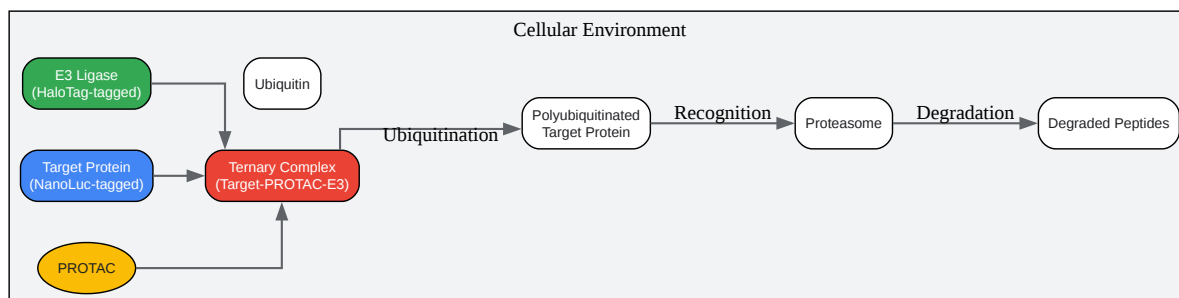 Cellular Environment
E3 Ligase
(HaloTag-tagged)
Ubiquitin
Target Protein
(NanoLuc-tagged)
Ternary Complex
(Target-PROTAC-E3)
PROTAC
Ubiquitination
Polyubiquitinated
Target Protein
Recognition
Proteasome
Degradation
Degraded Peptides